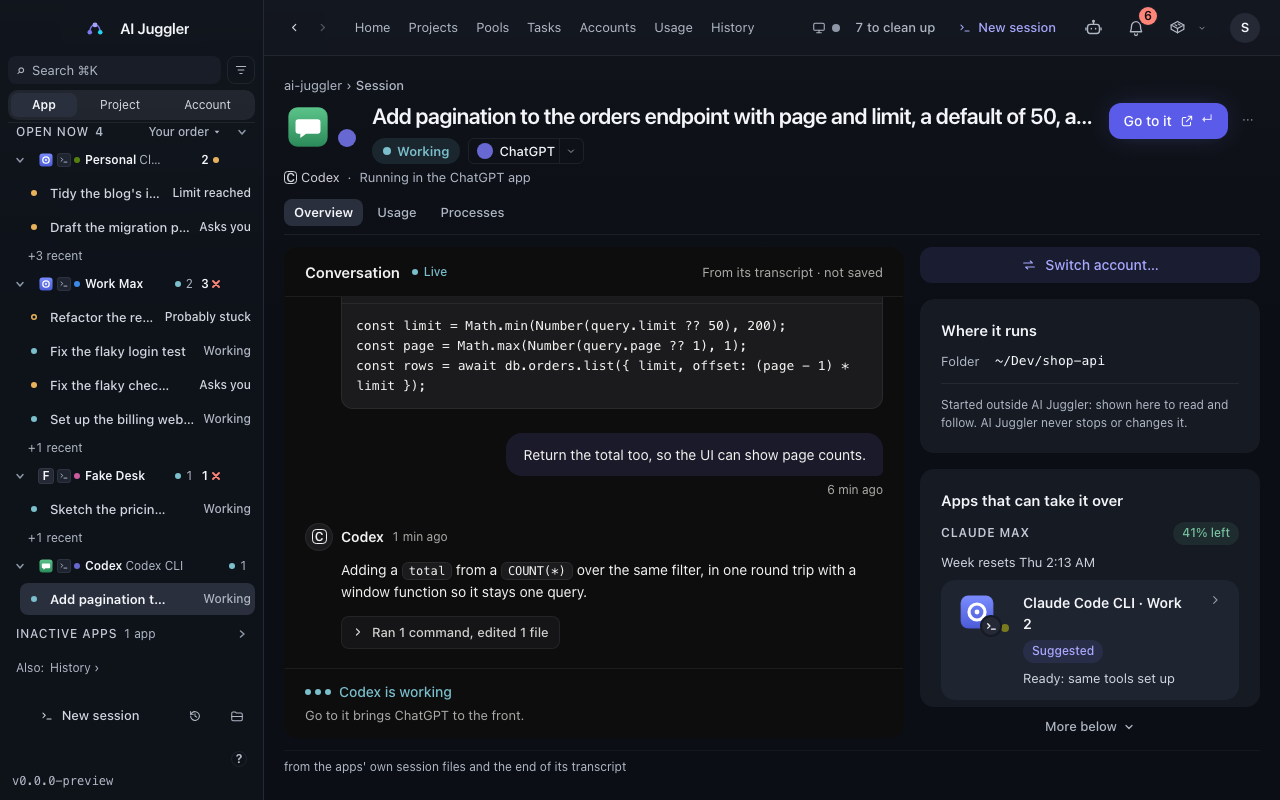 AI Juggler
Search ⌘K
App Project Account
OPEN NOW 4 Your order
Personal Cl... 2
Tidy the blog's i... Limit reached
Draft the migration p... Asks you
+3 recent
Work Max 2 3
Refactor the re... Probably stuck
Fix the flaky login test Working
Fix the flaky chec... Asks you
Set up the billing web... Working
+1 recent
F Fake Desk 1 1
Sketch the pricin... Working
+1 recent
Codex Codex CLI 1
Add pagination t... Working
INACTIVE APPS 1 app
Also: History ›
New session
?
v0.0.0-preview
Home Projects Pools Tasks Accounts Usage History
7 to clean up
New session
6
S
ai-juggler › Session
Add pagination to the orders endpoint with page and limit, a default of 50, a...
Go to it
Working
ChatGPT
Codex · Running in the ChatGPT app
Overview Usage Processes
Conversation Live From its transcript · not saved
const limit = Math.min(Number(query.limit ?? 50), 200);
const page = Math.max(Number(query.page ?? 1), 1);
const rows = await db.orders.list({ limit, offset: (page − 1) *
limit });
Return the total too, so the UI can show page counts.
6 min ago
Codex 1 min ago
Adding a total from a COUNT(*) over the same filter, in one round trip with a
window function so it stays one query.
Ran 1 command, edited 1 file
Codex is working
Go to it brings ChatGPT to the front.
from the apps' own session files and the end of its transcript
Switch account...
Where it runs
Folder ~/Dev/shop-api
Started outside AI Juggler: shown here to read and
follow. AI Juggler never stops or changes it.
Apps that can take it over
CLAUDE MAX 41% left
Week resets Thu 2:13 AM
Claude Code CLI · Work
2
Suggested
Ready: same tools set up
More below